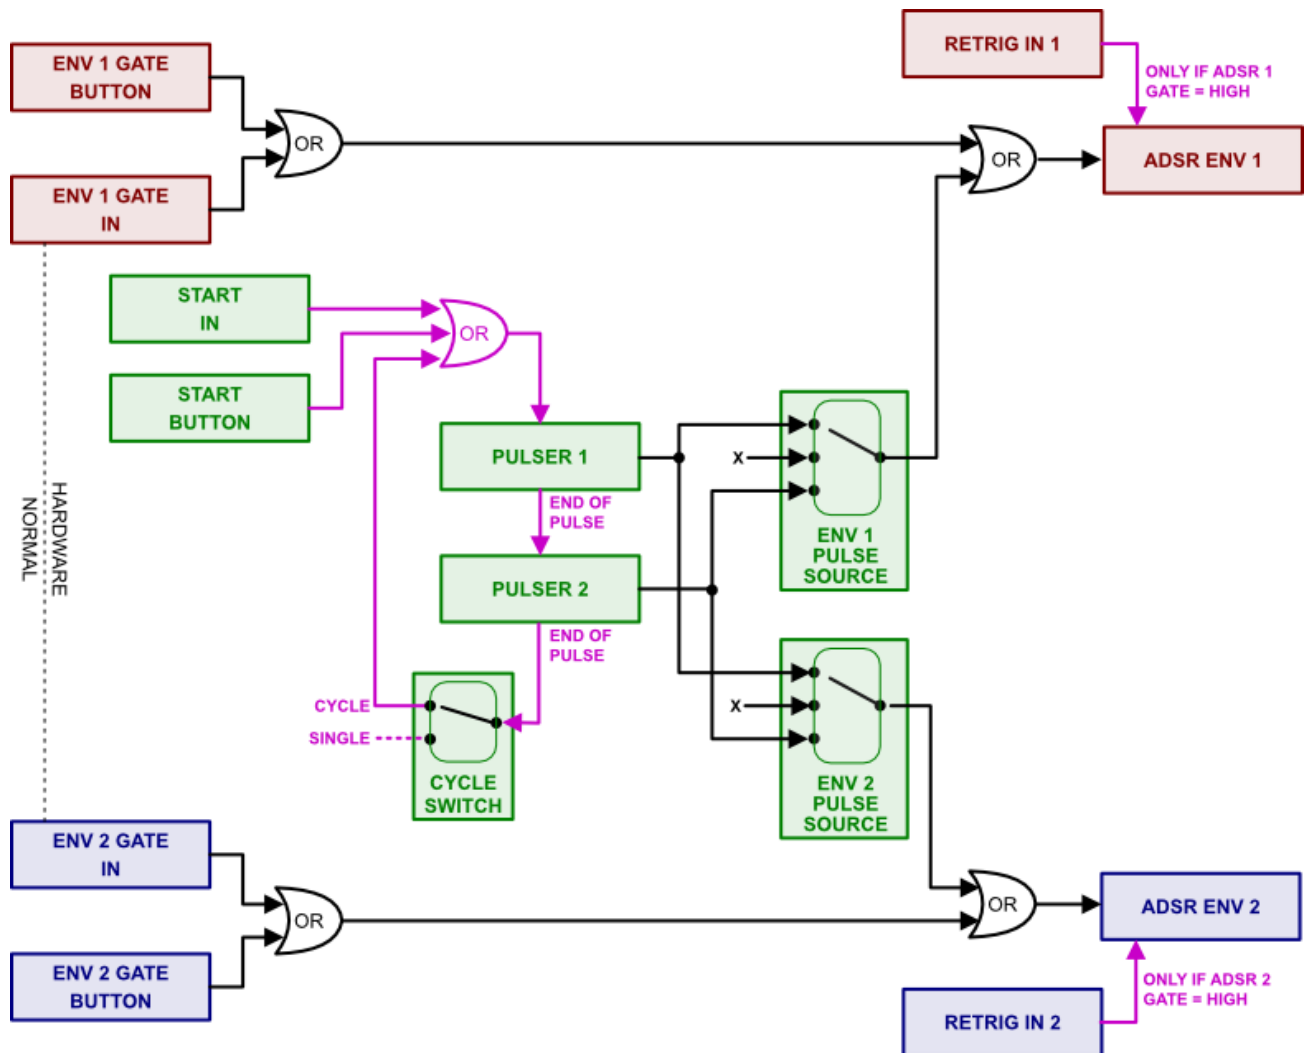 RETRIG IN 1
ENV 1 GATE
BUTTON
ONLY IF ADSR 1
GATE = HIGH
OR
OR
ADSR ENV 1
ENV 1 GATE
IN
START
IN
OR
START
BUTTON
PULSER 1
X
END OF
PULSE
HARDWARE
NORMAL
ENV 1
PULSE
SOURCE
PULSER 2
END OF
PULSE
CYCLE
X
SINGLE
CYCLE
SWITCH
ENV 2
PULSE
SOURCE
ENV 2 GATE
IN
OR
OR
ADSR ENV 2
ENV 2 GATE
BUTTON
ONLY IF ADSR 2
GATE = HIGH
RETRIG IN 2